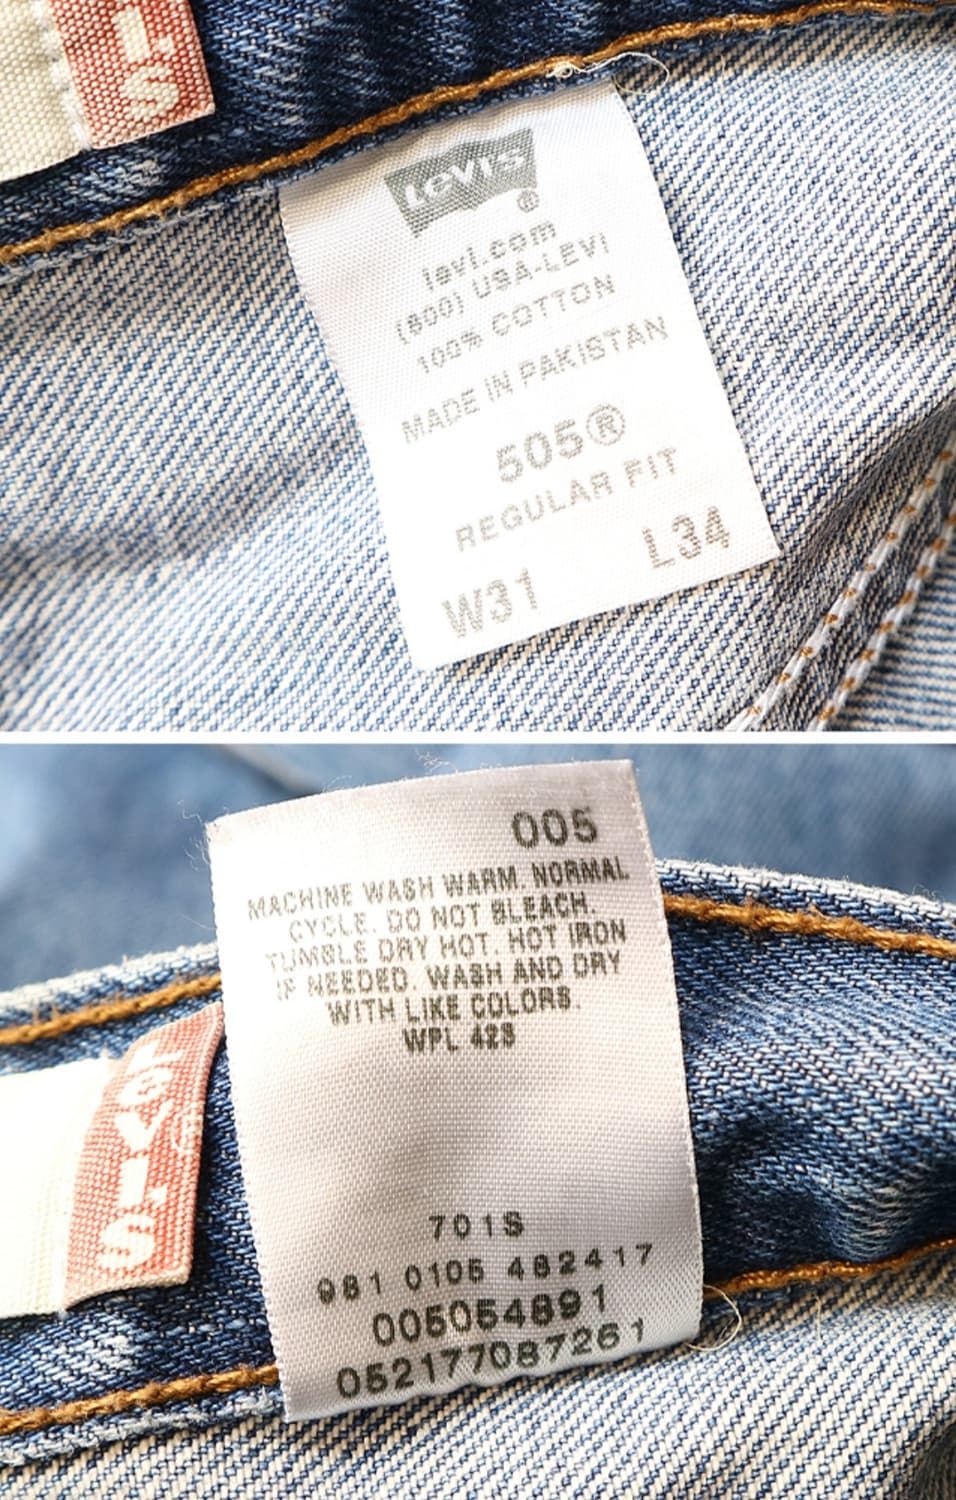 L'S
Levi's®
levi.com
(800) USA-LEVI
100% COTTON
MADE IN PAKISTAN
505®
REGULAR FIT
W31 L34
005
MACHINE WASH WARM. NORMAL
CYCLE. DO NOT BLEACH.
TUMBLE DRY HOT. HOT IRON
IF NEEDED. WASH AND DRY
WITH LIKE COLORS.
WPL 423
LEVI'S
701S
981 0105 482417
005054891
052177087261